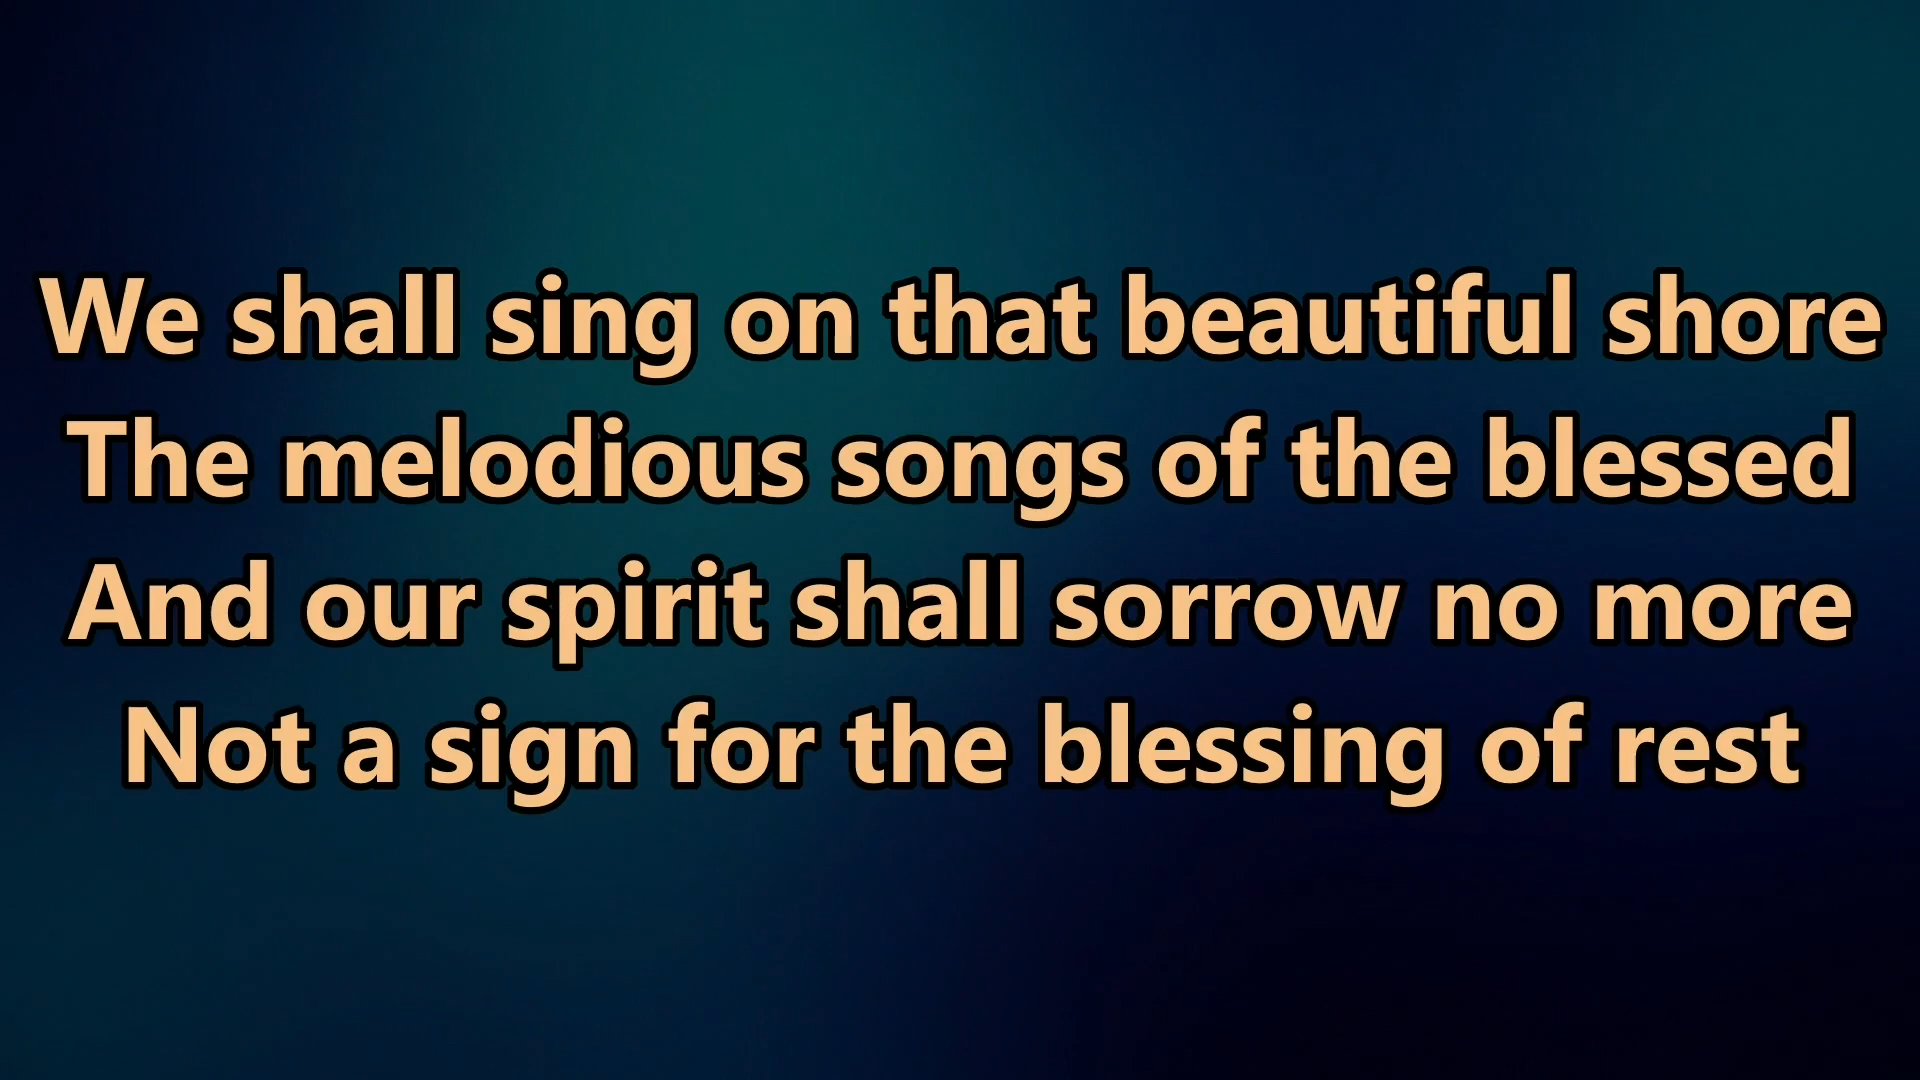 We shall sing on that beautiful shore
The melodious songs of the blessed
And our spirit shall sorrow no more
Not a sign for the blessing of rest